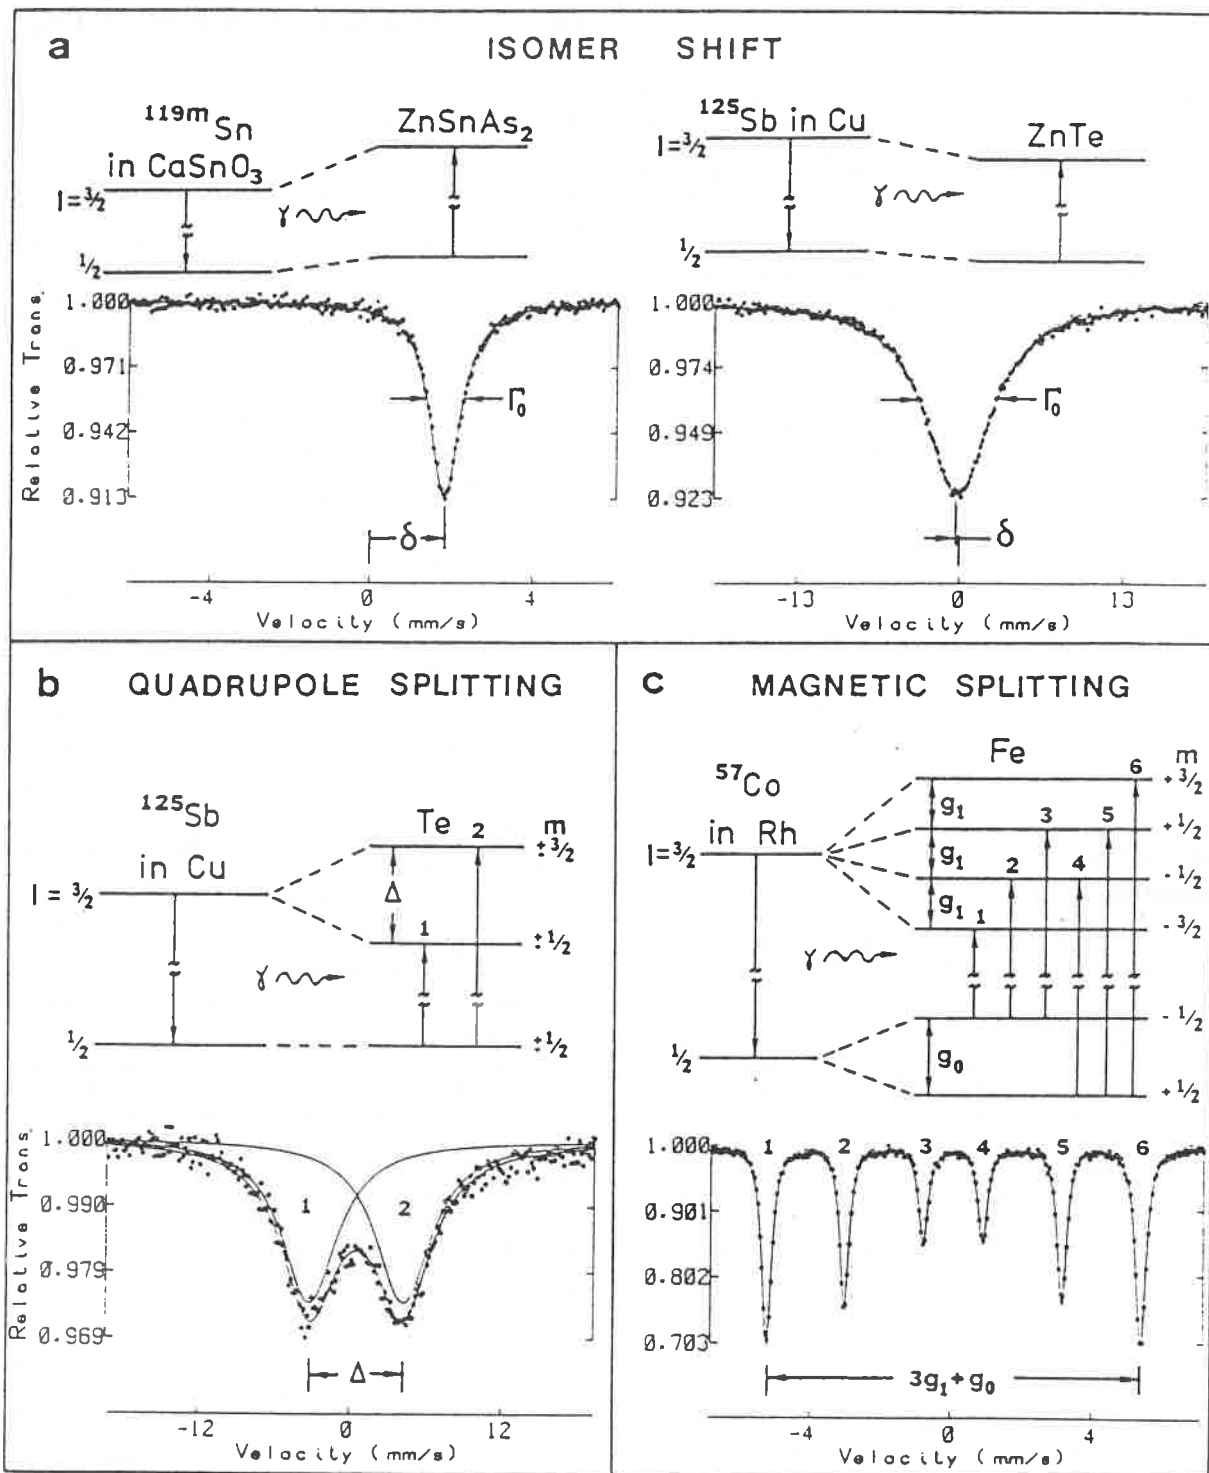 a ISOMER SHIFT
119mSn
in CaSnO3
ZnSnAs2
I = 3/2
γ
1/2
Relative Trans.
1.000
0.971
0.942
0.913
Γ0
δ
-4 0 4
Velocity (mm/s)
125Sb in Cu
ZnTe
I = 3/2
γ
1/2
1.000
0.974
0.949
0.923
Γ0
δ
-13 0 13
Velocity (mm/s)
b QUADRUPOLE SPLITTING
125Sb
in Cu
Te m
2
±3/2
I = 3/2
Δ
1
±1/2
γ
1/2
±1/2
Relative Trans.
1.000
0.990
0.979
0.969
1 2
Δ
-12 0 12
Velocity (mm/s)
c MAGNETIC SPLITTING
57Co
in Rh
Fe m
6 +3/2
g1
3 5 +1/2
I = 3/2
g1
2 4 -1/2
g1
1 -3/2
γ
-1/2
1/2
g0
+1/2
1.000
0.901
0.802
0.703
1 2 3 4 5 6
3g1+g0
-4 0 4
Velocity (mm/s)